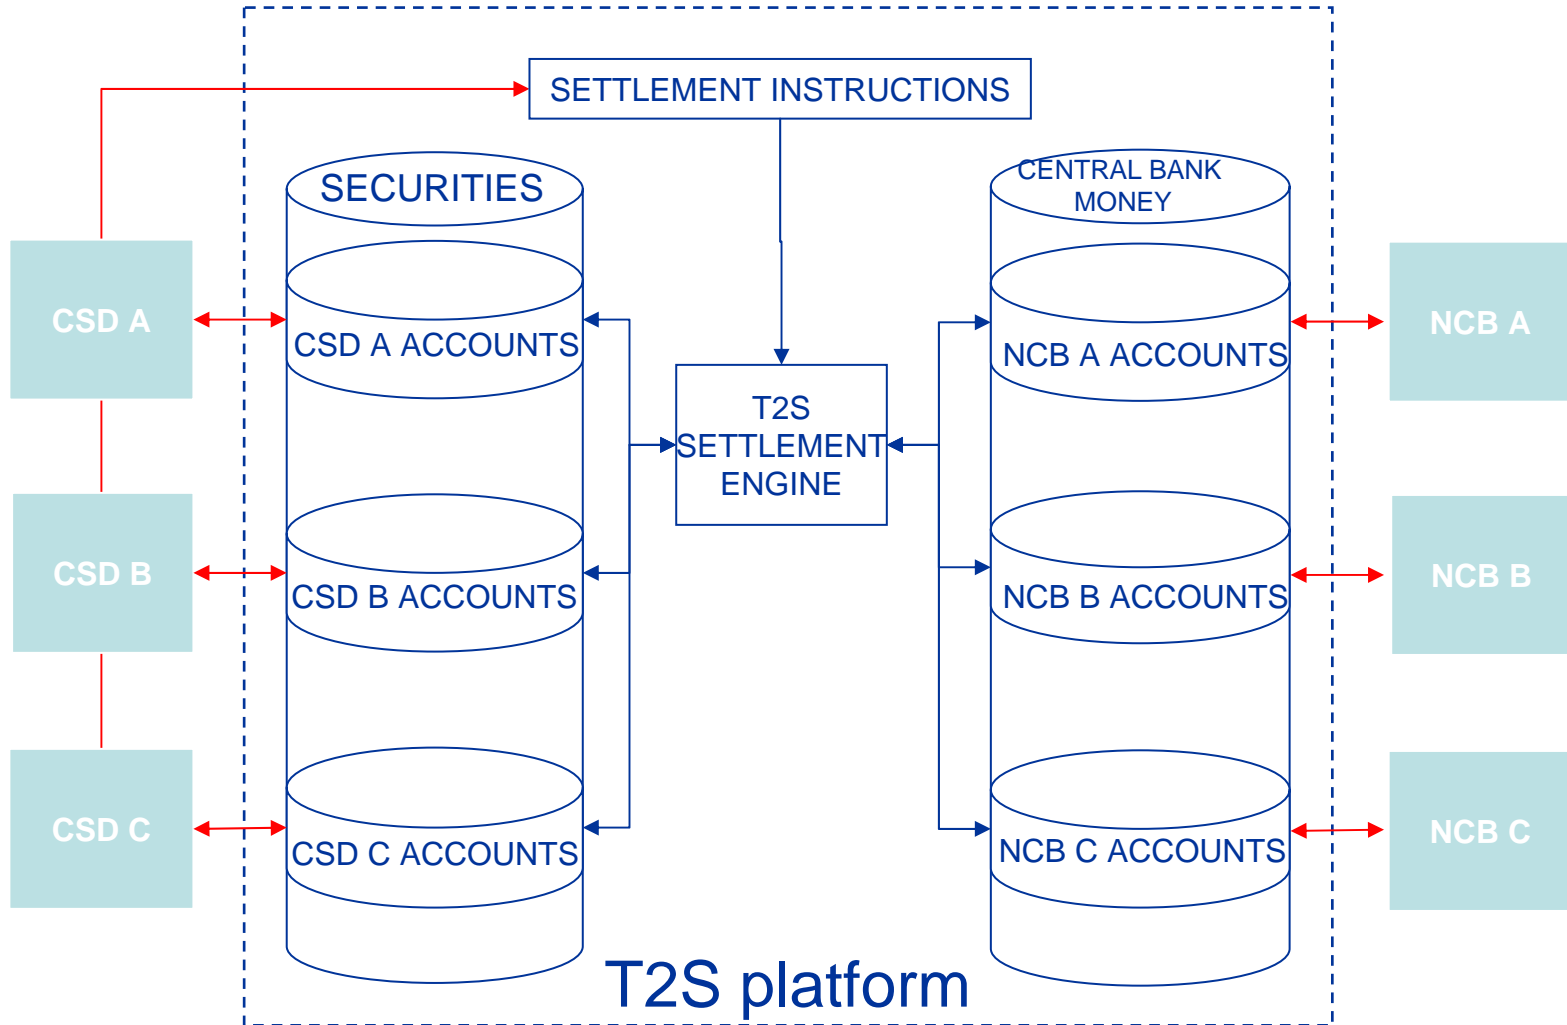 SETTLEMENT INSTRUCTIONS
SECURITIES
CENTRAL BANK
MONEY
CSD A
CSD A ACCOUNTS
NCB A ACCOUNTS
NCB A
T2S
SETTLEMENT
ENGINE
CSD B
CSD B ACCOUNTS
NCB B ACCOUNTS
NCB B
CSD C
CSD C ACCOUNTS
NCB C ACCOUNTS
NCB C
T2S platform